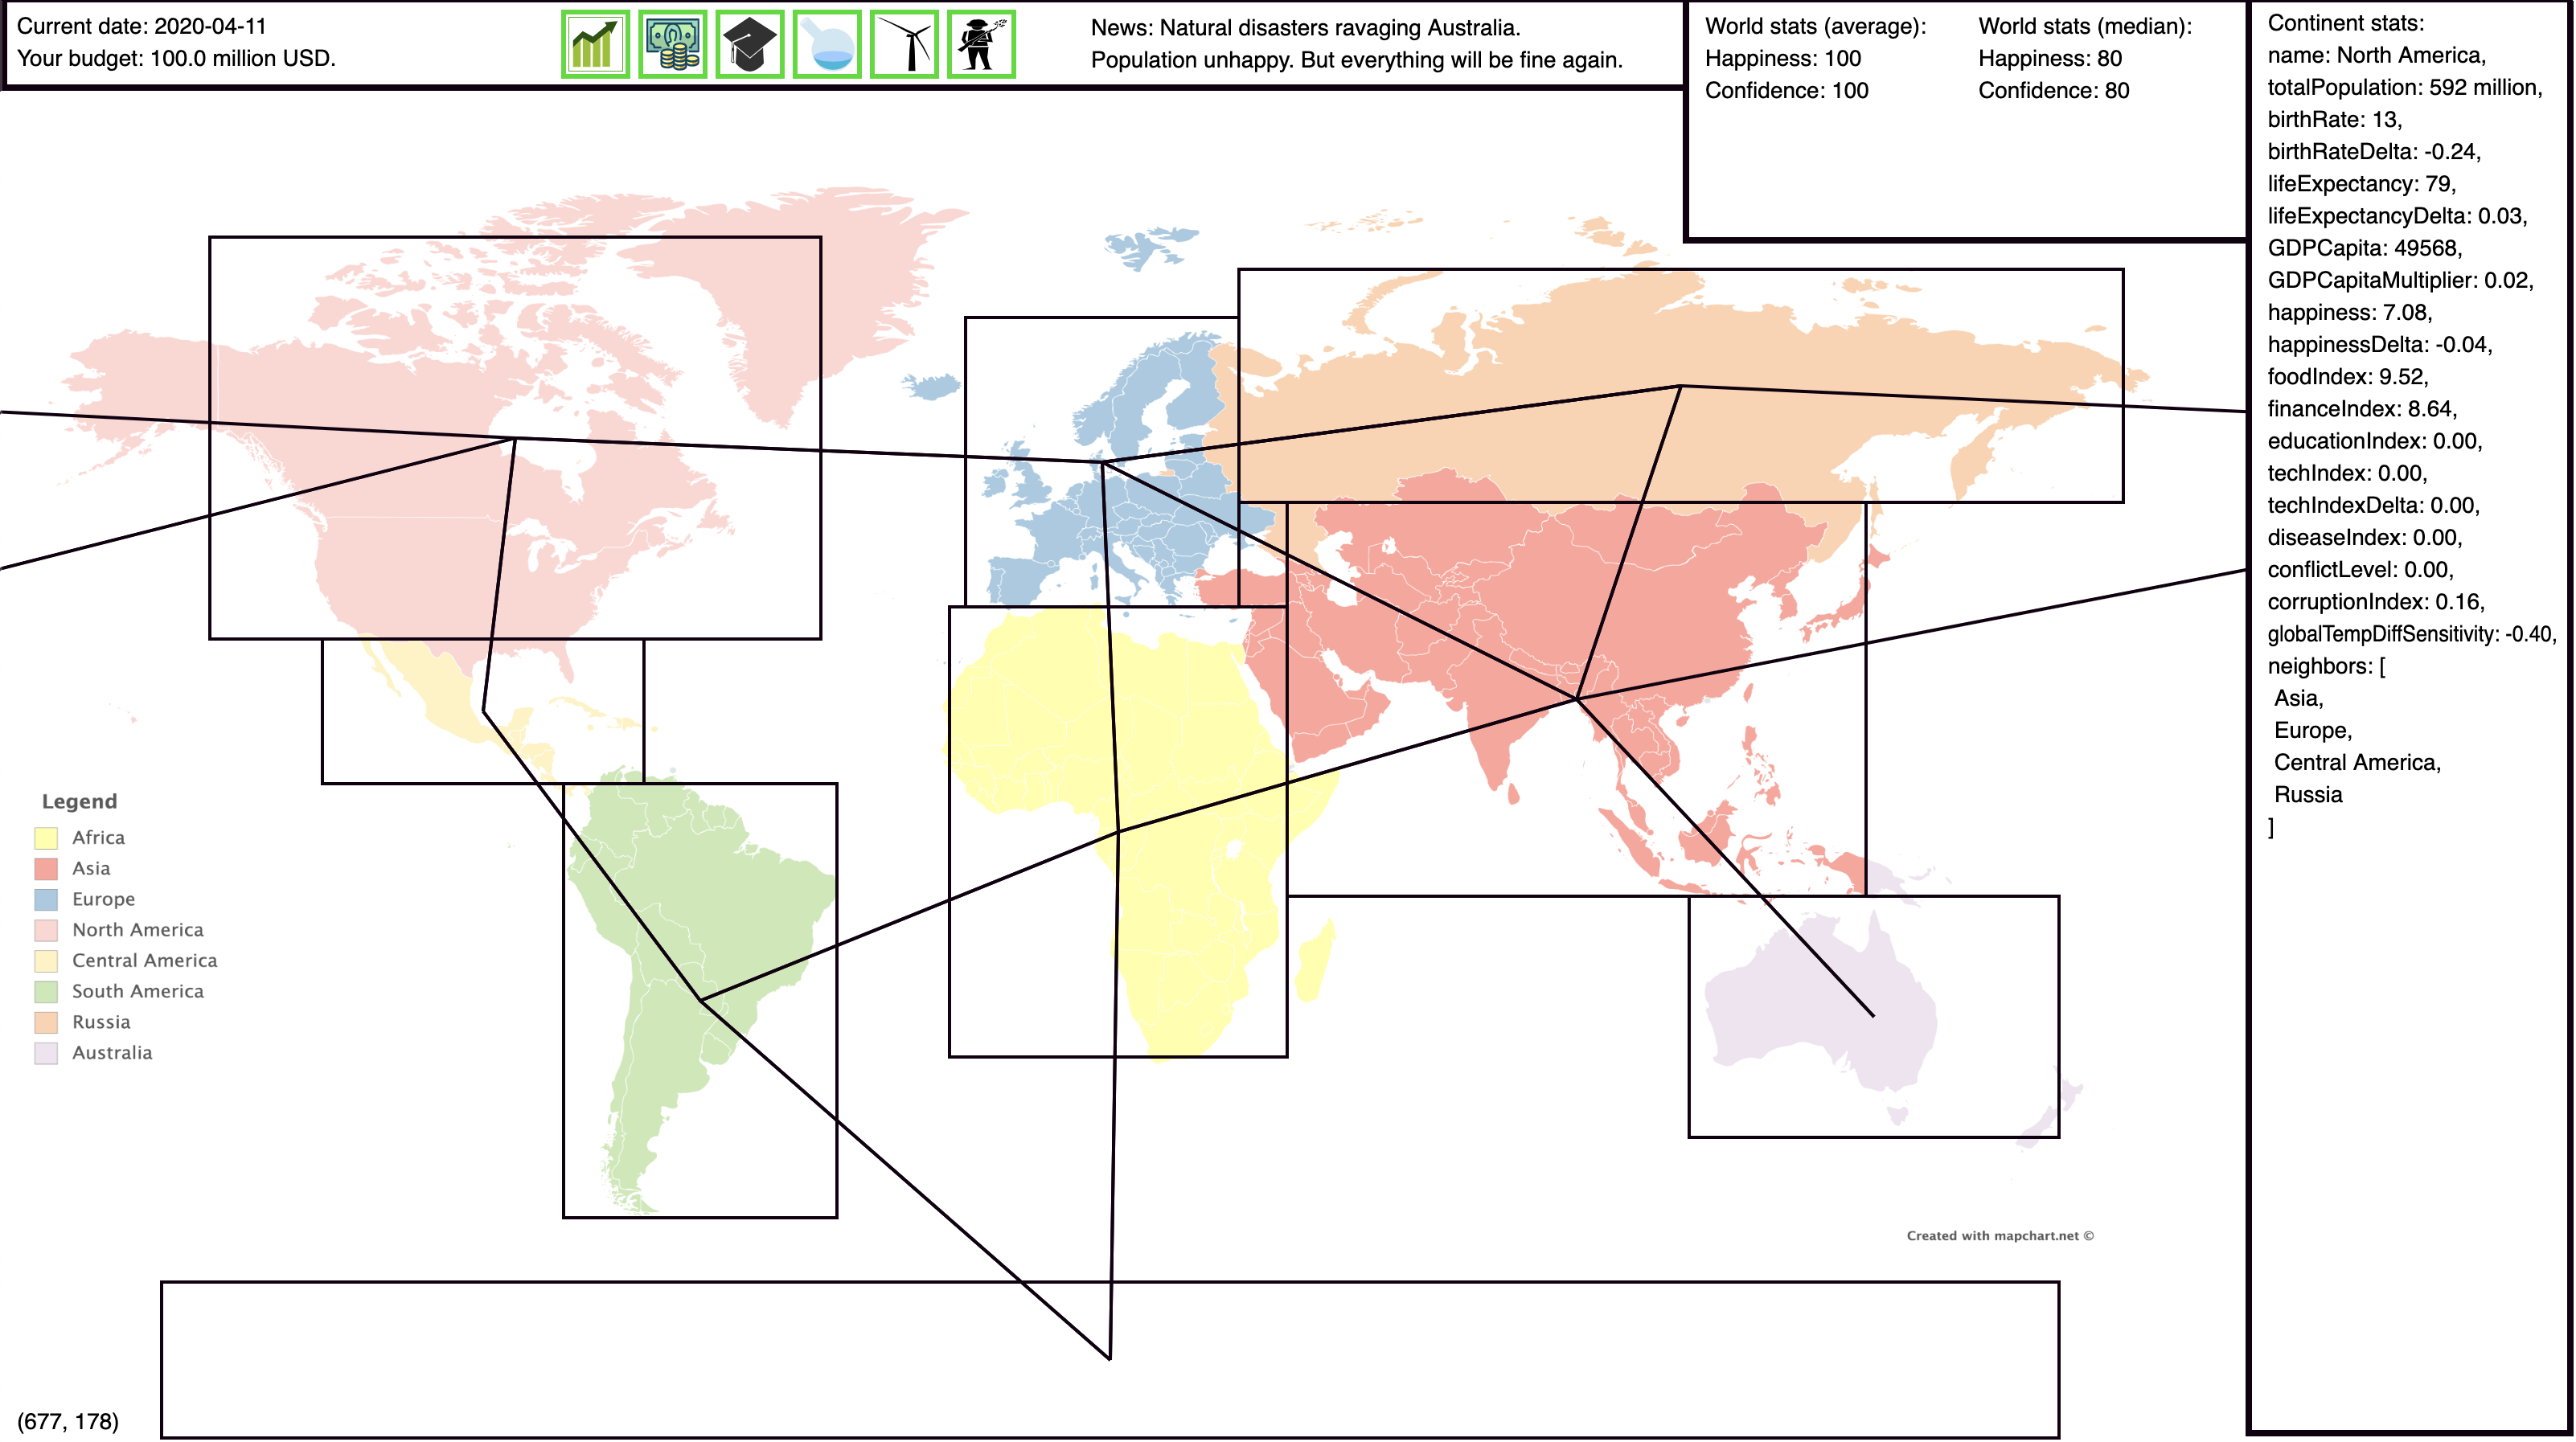 Current date: 2020-04-11
Your budget: 100.0 million USD.
News: Natural disasters ravaging Australia.
Population unhappy. But everything will be fine again.
World stats (average):
Happiness: 100
Confidence: 100
World stats (median):
Happiness: 80
Confidence: 80
Continent stats:
name: North America,
totalPopulation: 592 million,
birthRate: 13,
birthRateDelta: -0.24,
lifeExpectancy: 79,
lifeExpectancyDelta: 0.03,
GDPCapita: 49568,
GDPCapitaMultiplier: 0.02,
happiness: 7.08,
happinessDelta: -0.04,
foodIndex: 9.52,
financeIndex: 8.64,
educationIndex: 0.00,
techIndex: 0.00,
techIndexDelta: 0.00,
diseaseIndex: 0.00,
conflictLevel: 0.00,
corruptionIndex: 0.16,
globalTempDiffSensitivity: -0.40,
neighbors: [
Asia,
Europe,
Central America,
Russia
]
Legend
Africa
Asia
Europe
North America
Central America
South America
Russia
Australia
Created with mapchart.net ©
(677, 178)